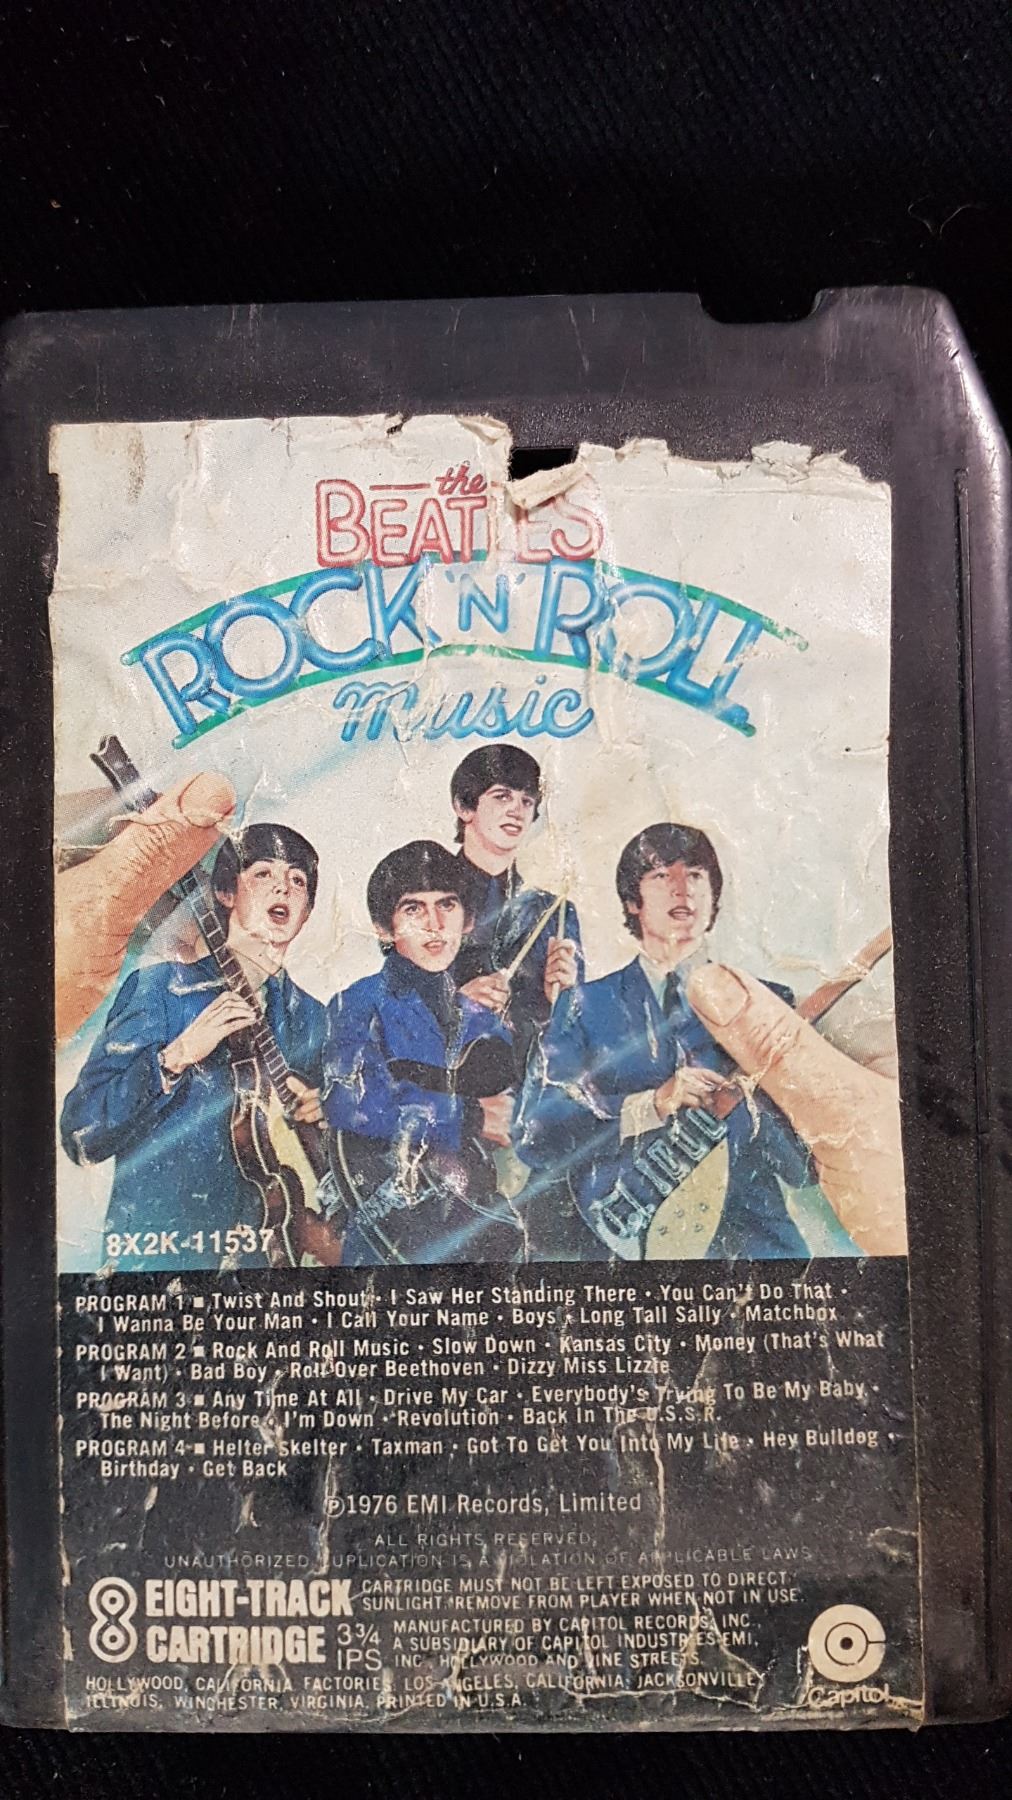 the
BEATLES
ROCK 'N' ROLL
Music
8X2K-11537
PROGRAM 1 ■ Twist And Shout • I Saw Her Standing There • You Can't Do That •
I Wanna Be Your Man • I Call Your Name • Boys • Long Tall Sally • Matchbox
PROGRAM 2 ■ Rock And Roll Music • Slow Down • Kansas City • Money (That's What
I Want) • Bad Boy • Roll Over Beethoven • Dizzy Miss Lizzie
PROGRAM 3 ■ Any Time At All • Drive My Car • Everybody's Trying To Be My Baby •
The Night Before • I'm Down • Revolution • Back In The U.S.S.R.
PROGRAM 4 ■ Helter Skelter • Taxman • Got To Get You Into My Life • Hey Bulldog •
Birthday • Get Back
℗1976 EMI Records, Limited
ALL RIGHTS RESERVED,
UNAUTHORIZED DUPLICATION IS A VIOLATION OF APPLICABLE LAWS
8 EIGHT-TRACK
CARTRIDGE 3¾ IPS
CARTRIDGE MUST NOT BE LEFT EXPOSED TO DIRECT
SUNLIGHT. REMOVE FROM PLAYER WHEN NOT IN USE.
MANUFACTURED BY CAPITOL RECORDS, INC.,
A SUBSIDIARY OF CAPITOL INDUSTRIES-EMI,
INC. HOLLYWOOD AND VINE STREETS,
HOLLYWOOD, CALIFORNIA FACTORIES, LOS ANGELES, CALIFORNIA; JACKSONVILLE,
ILLINOIS, WINCHESTER, VIRGINIA. PRINTED IN U.S.A.
Capitol